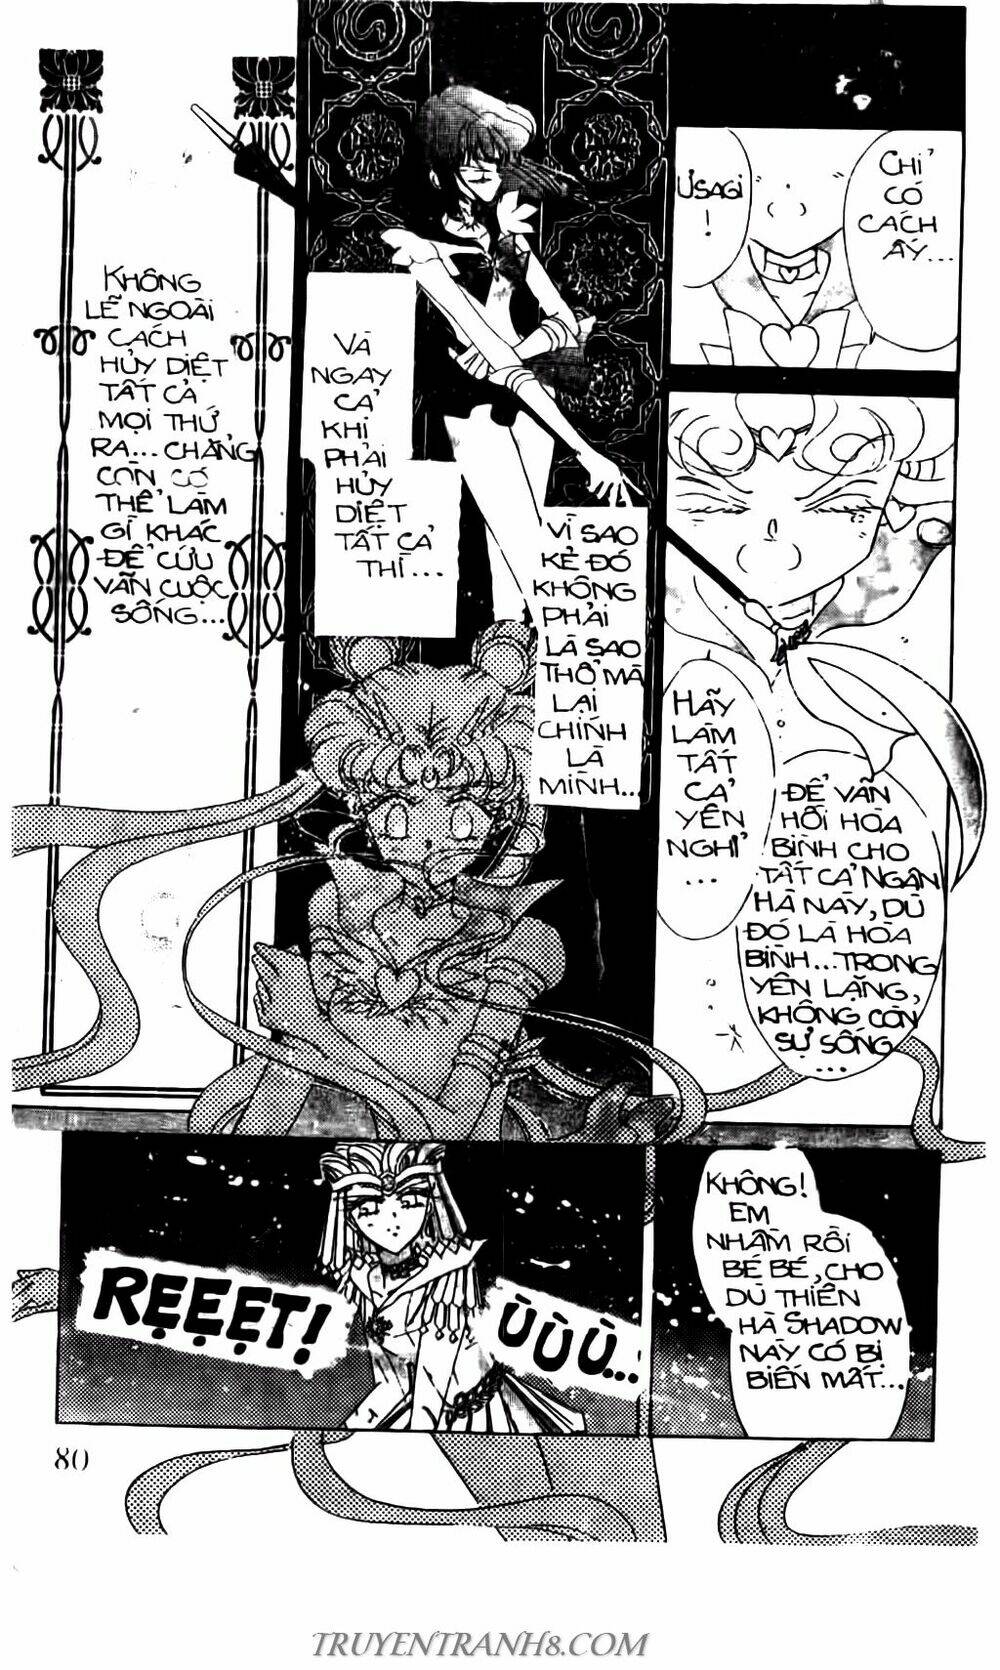 CHỈ
CÓ
CÁCH
ẤY...
USAGI
!
HÃY
LÀM
TẤT
CẢ
YÊN
NGHỈ
...
ĐỂ VÃN
HỒI HÒA
BÌNH CHO
TẤT CẢ NGÂN
HÀ NÀY, DÙ
ĐÓ LÀ HÒA
BÌNH...TRONG
YÊN LẶNG,
KHÔNG CÒN
SỰ SỐNG
...
VÌ SAO
KẺ ĐÓ
KHÔNG
PHẢI
LÀ SAO
THỔ MÀ
LẠI
CHÍNH
LÀ
MÌNH...
VÀ
NGAY
CẢ
KHI
PHẢI
HỦY
DIỆT
TẤT CẢ
THÌ...
KHÔNG
LẼ NGOÀI
CÁCH
HỦY DIỆT
TẤT CẢ
MỌI THỨ
RA... CHẲNG
CÒN CÓ
THỂ LÀM
GÌ KHÁC
ĐỂ CỨU
VÃN CUỘC
SỐNG...
KHÔNG!
EM
NHẦM RỒI
BÉ BÉ, CHO
DÙ THIÊN
HÀ SHADOW
NÀY CÓ BỊ
BIẾN MẤT...
RẸẸẸT!
ÙÙÙ...
80
TRUYENTRANH8.COM